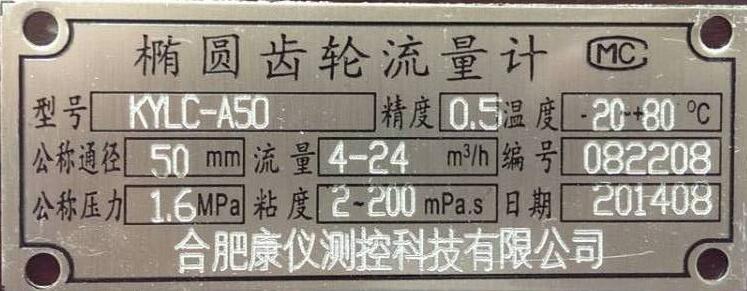 椭圆齿轮流量计 MC
型号 KYLC-A50 精度 0.5 温度 -20~+80 ℃
公称通径 50 mm 流量 4-24 m³/h 编号 082208
公称压力 1.6 MPa 粘度 2~200 mPa.s 日期 201408
合肥康仪测控科技有限公司